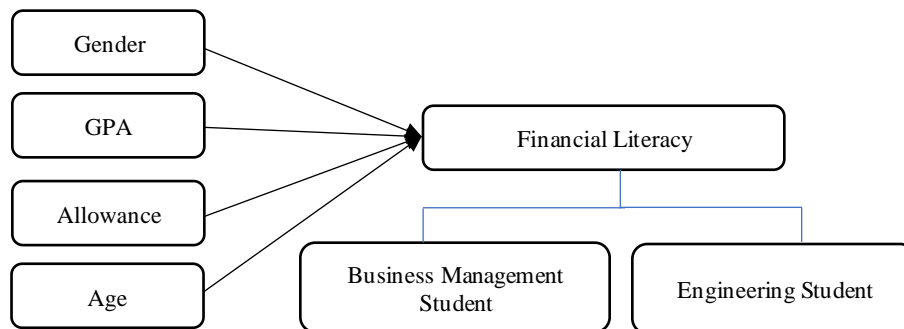 Gender
GPA
Allowance
Age
Financial Literacy
Business Management
Student
Engineering Student